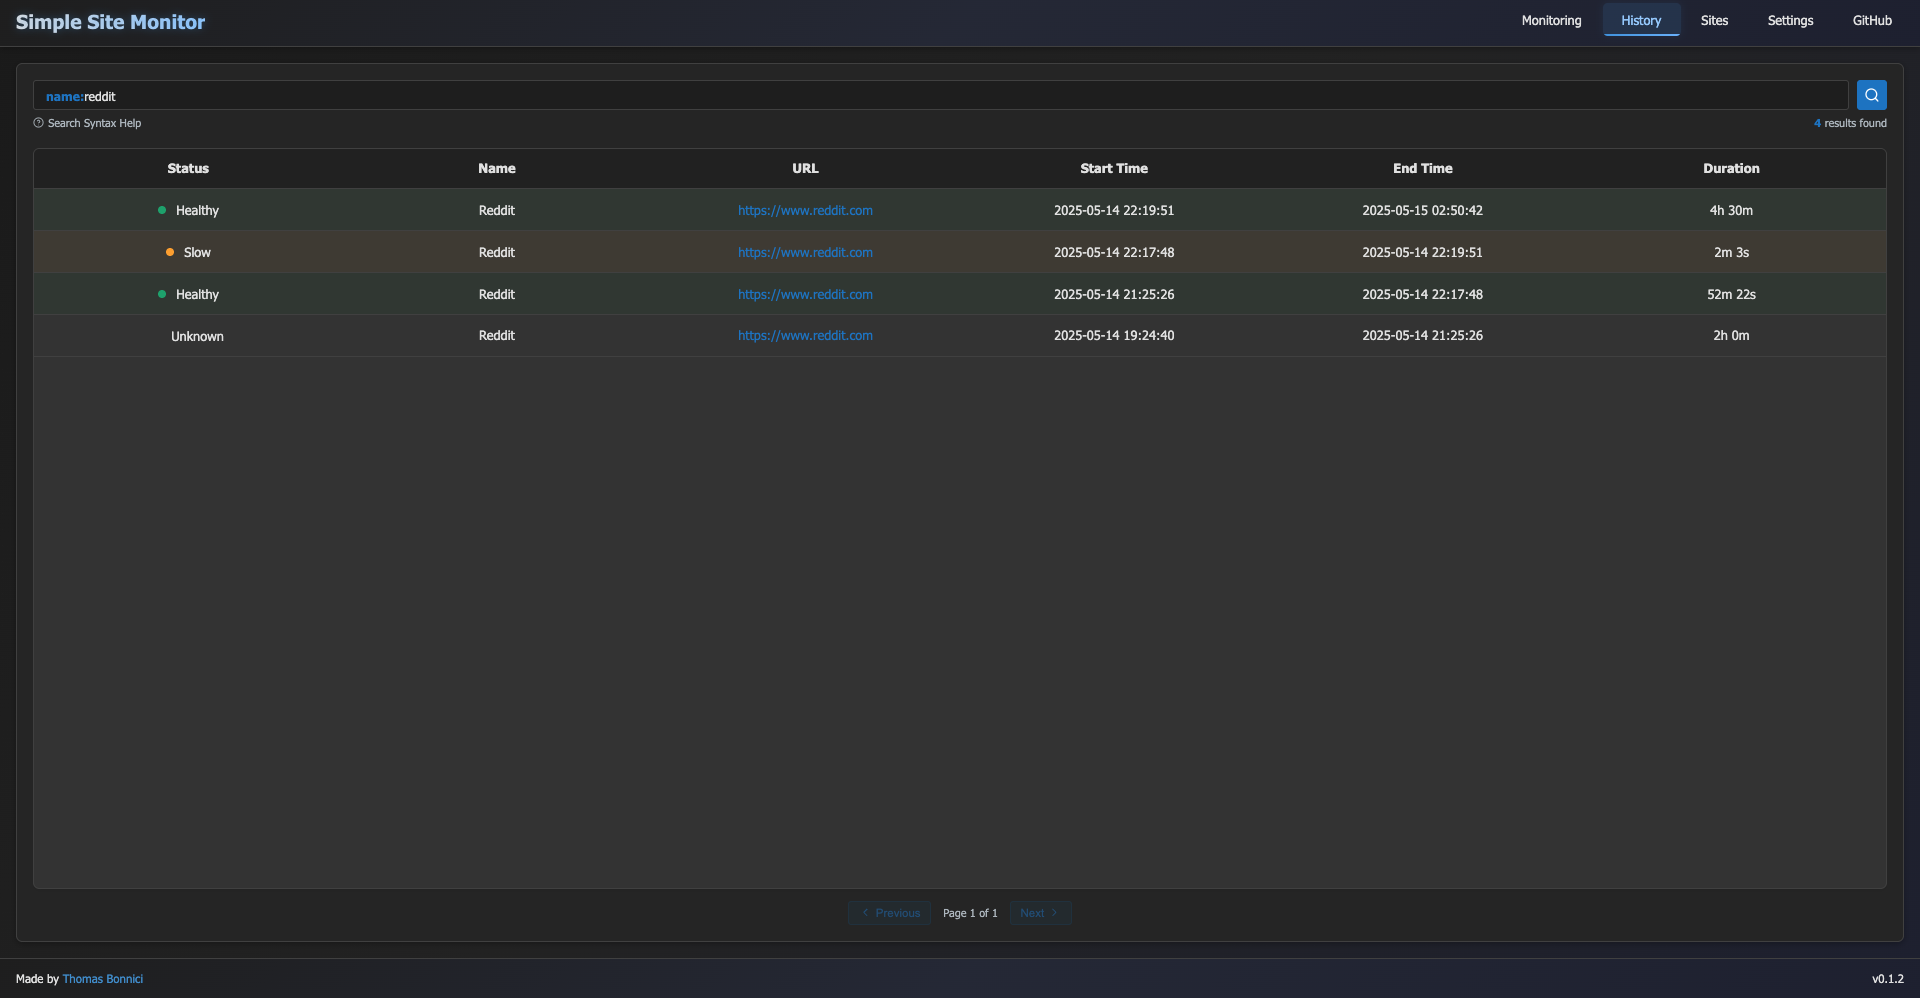 Simple Site Monitor Monitoring History Sites Settings GitHub
name:reddit
Search Syntax Help 4 results found
Status Name URL Start Time End Time Duration
Healthy Reddit https://www.reddit.com 2025-05-14 22:19:51 2025-05-15 02:50:42 4h 30m
Slow Reddit https://www.reddit.com 2025-05-14 22:17:48 2025-05-14 22:19:51 2m 3s
Healthy Reddit https://www.reddit.com 2025-05-14 21:25:26 2025-05-14 22:17:48 52m 22s
Unknown Reddit https://www.reddit.com 2025-05-14 19:24:40 2025-05-14 21:25:26 2h 0m
Previous Page 1 of 1 Next
Made by Thomas Bonnici v0.1.2